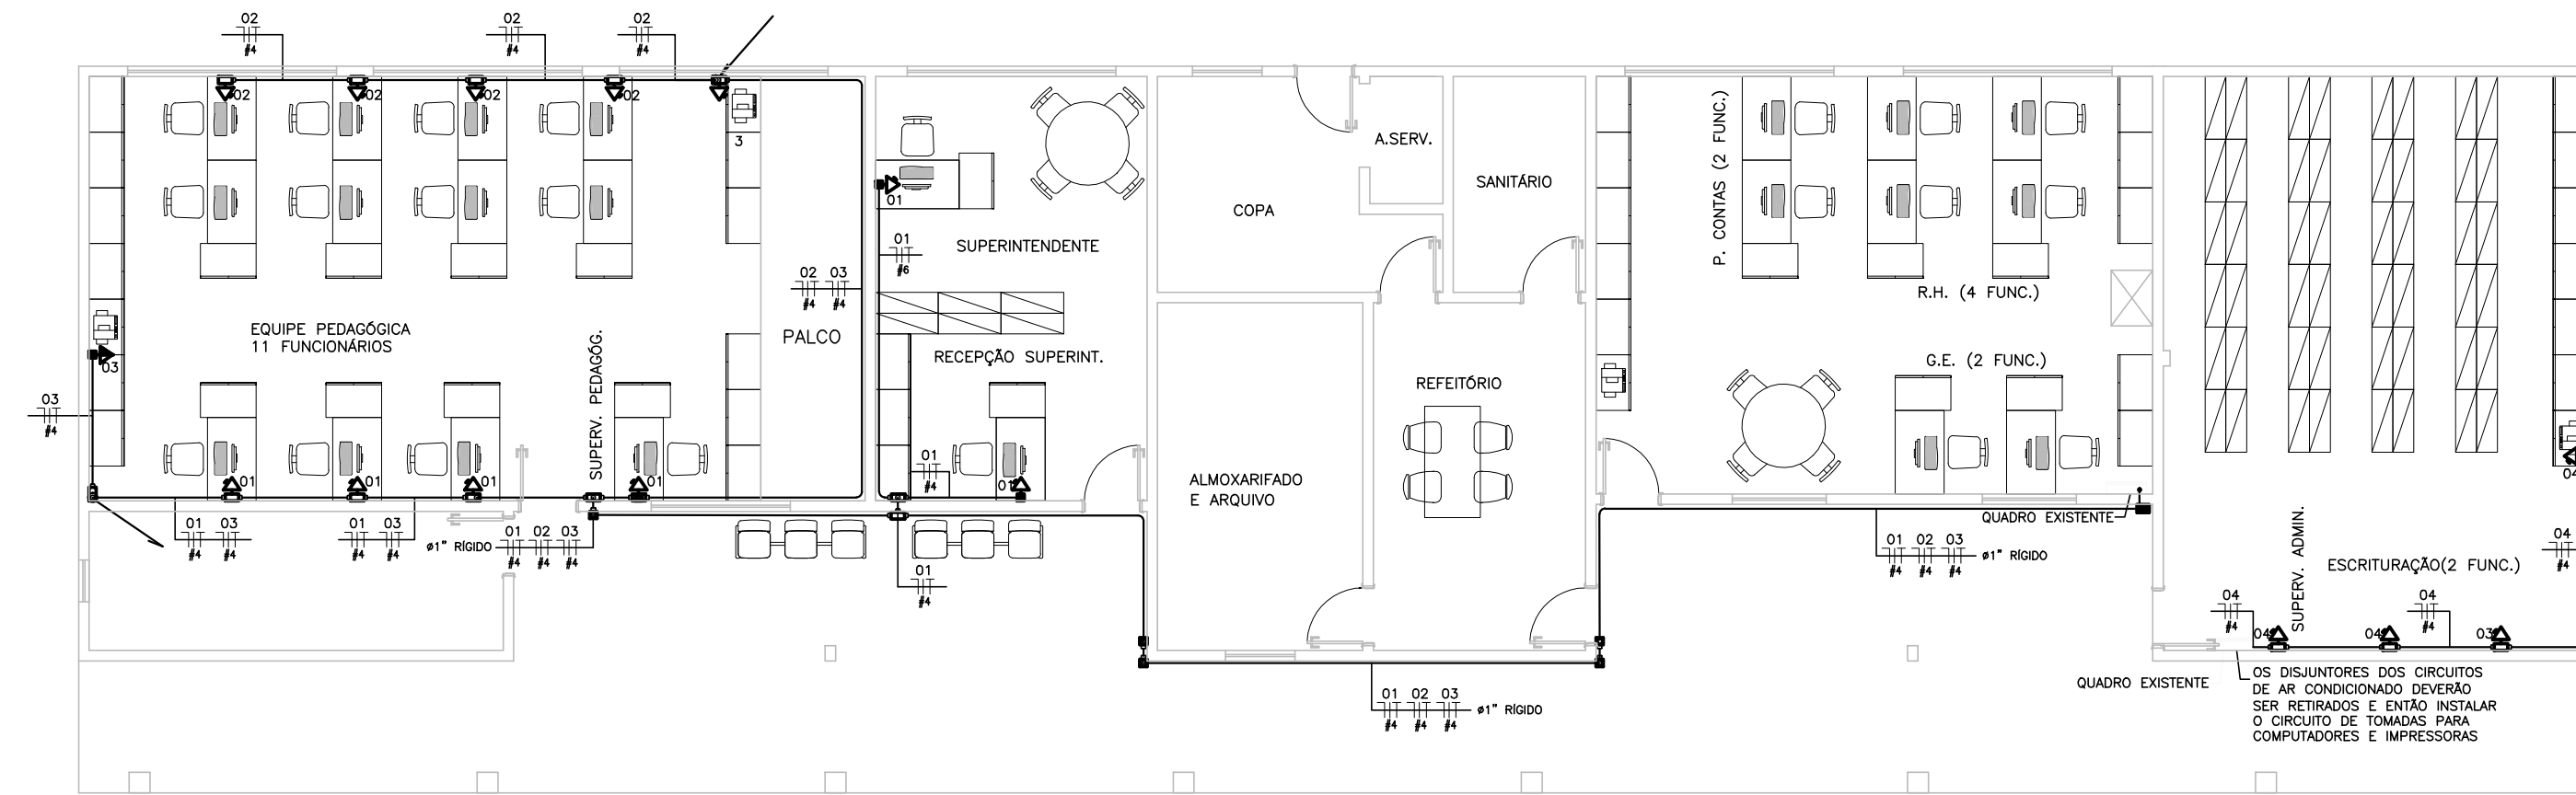 02
#4
02
#4
02
#4
02
02
02
02
3
01
01
#6
02 03
#4 #4
EQUIPE PEDAGÓGICA
11 FUNCIONÁRIOS
03
03
#4
SUPERV. PEDAGÓG.
PALCO
SUPERINTENDENTE
RECEPÇÃO SUPERINT.
01
#4
01
01
01
01
01
01 03
#4 #4
01 03
#4 #4
ø1" RÍGIDO
01 02 03
#4 #4 #4
01
#4
COPA
A.SERV.
SANITÁRIO
REFEITÓRIO
ALMOXARIFADO
E ARQUIVO
01 02 03
#4 #4 #4
ø1" RÍGIDO
P. CONTAS (2 FUNC.)
R.H. (4 FUNC.)
G.E. (2 FUNC.)
QUADRO EXISTENTE
01 02 03
#4 #4 #4
ø1" RÍGIDO
SUPERV. ADMIN.
ESCRITURAÇÃO(2 FUNC.)
04
04
#4
04
#4
04
#4
04
04
03
QUADRO EXISTENTE
OS DISJUNTORES DOS CIRCUITOS
DE AR CONDICIONADO DEVERÃO
SER RETIRADOS E ENTÃO INSTALAR
O CIRCUITO DE TOMADAS PARA
COMPUTADORES E IMPRESSORAS